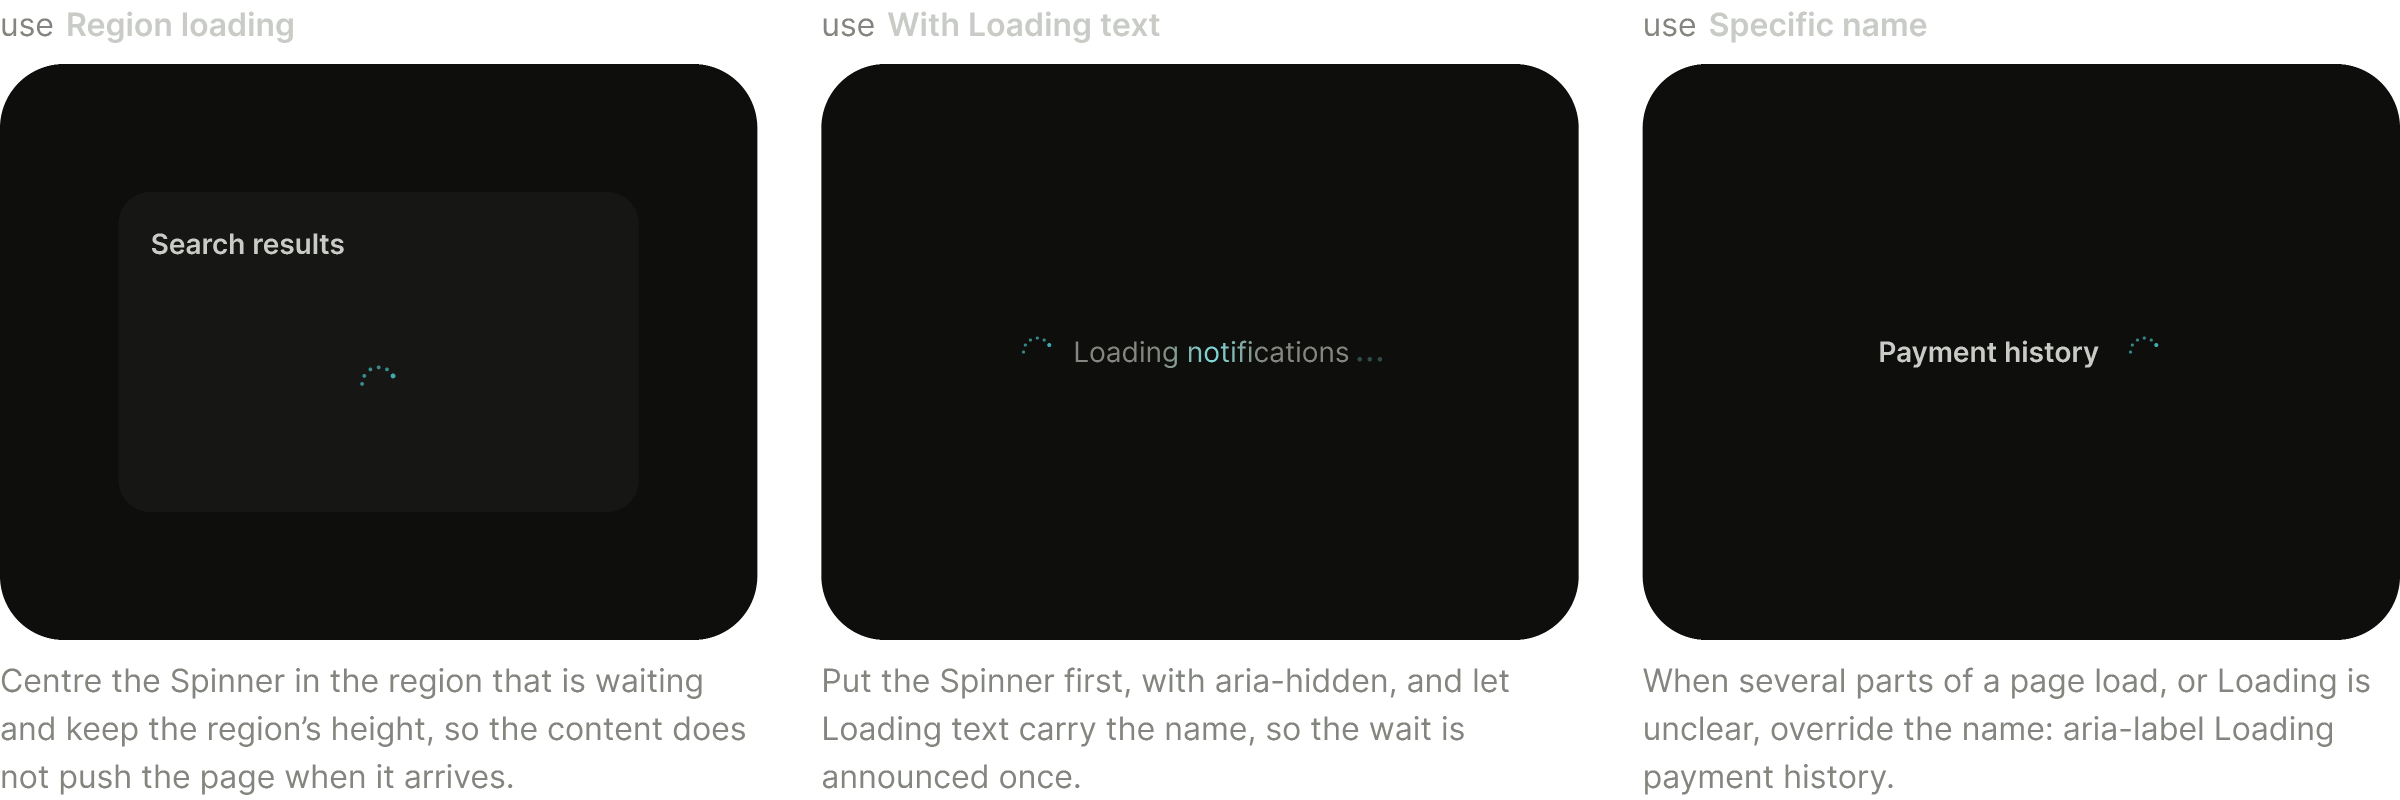 use Region loading
Search results
Centre the Spinner in the region that is waiting
and keep the region’s height, so the content does
not push the page when it arrives.
use With Loading text
Loading notifications ...
Put the Spinner first, with aria-hidden, and let
Loading text carry the name, so the wait is
announced once.
use Specific name
Payment history
When several parts of a page load, or Loading is
unclear, override the name: aria-label Loading
payment history.